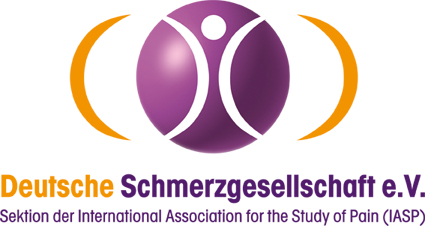 Deutsche Schmerzgesellschaft e.V.
Sektion der International Association for the Study of Pain (IASP)